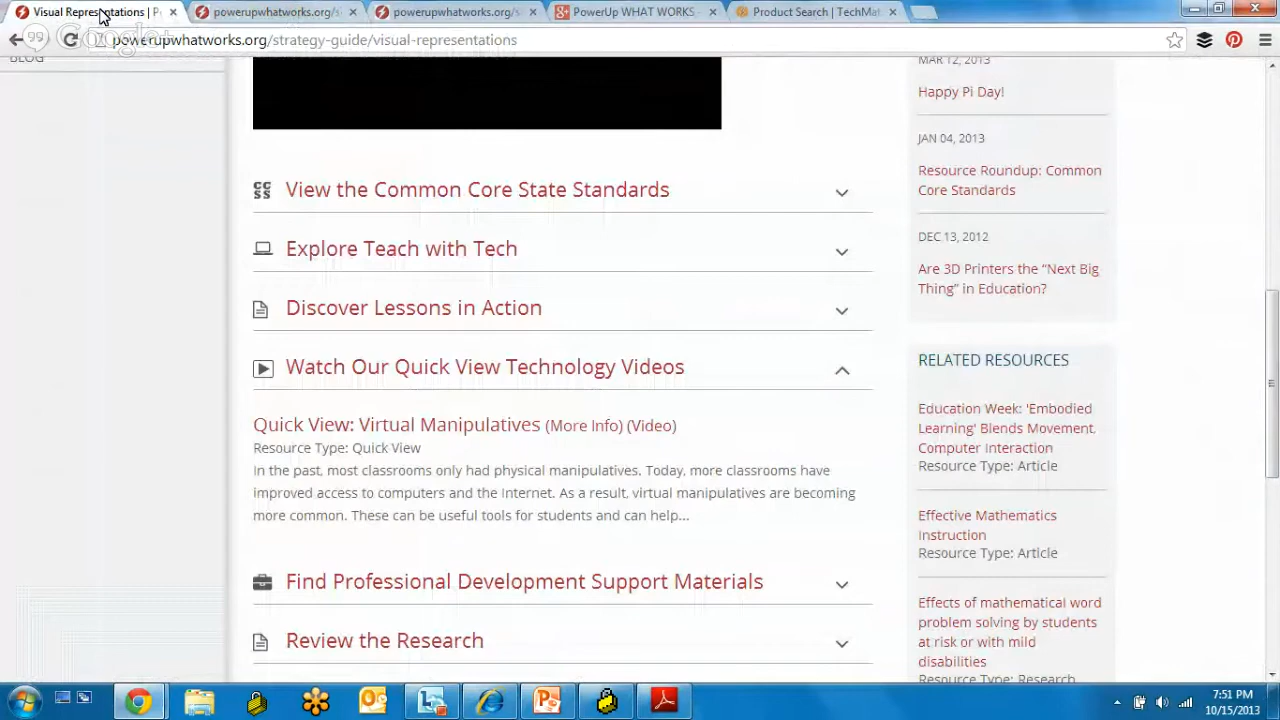 Visual Representations | P
powerupwhatworks.org/s
powerupwhatworks.org/s
PowerUp WHAT WORKS -
Product Search | TechMat
powerupwhatworks.org/strategy-guide/visual-representations
BLOG
View the Common Core State Standards
Explore Teach with Tech
Discover Lessons in Action
Watch Our Quick View Technology Videos
Quick View: Virtual Manipulatives (More Info) (Video)
Resource Type: Quick View
In the past, most classrooms only had physical manipulatives. Today, more classrooms have
improved access to computers and the Internet. As a result, virtual manipulatives are becoming
more common. These can be useful tools for students and can help...
Find Professional Development Support Materials
Review the Research
MAR 12, 2013
Happy Pi Day!
JAN 04, 2013
Resource Roundup: Common
Core Standards
DEC 13, 2012
Are 3D Printers the “Next Big
Thing” in Education?
RELATED RESOURCES
Education Week: 'Embodied
Learning' Blends Movement,
Computer Interaction
Resource Type: Article
Effective Mathematics
Instruction
Resource Type: Article
Effects of mathematical word
problem solving by students
at risk or with mild
disabilities
Resource Type: Research
7:51 PM
10/15/2013